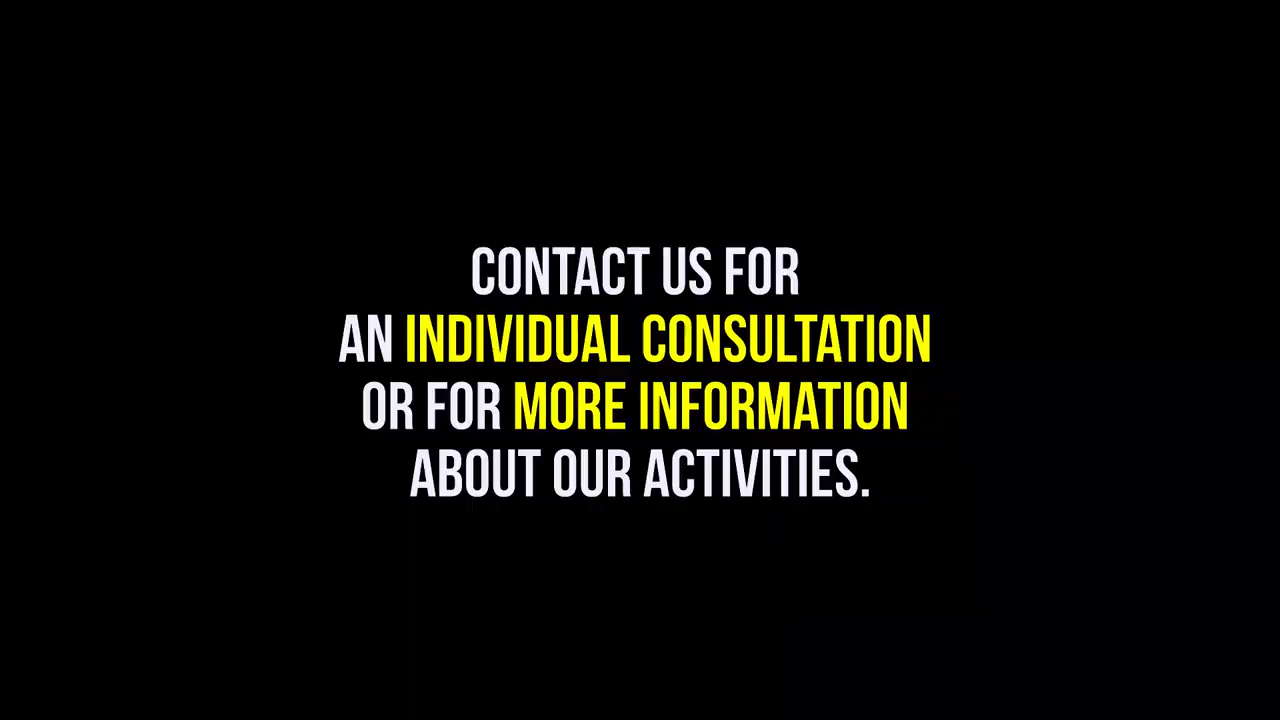 CONTACT US FOR
AN INDIVIDUAL CONSULTATION
OR FOR MORE INFORMATION
ABOUT OUR ACTIVITIES.